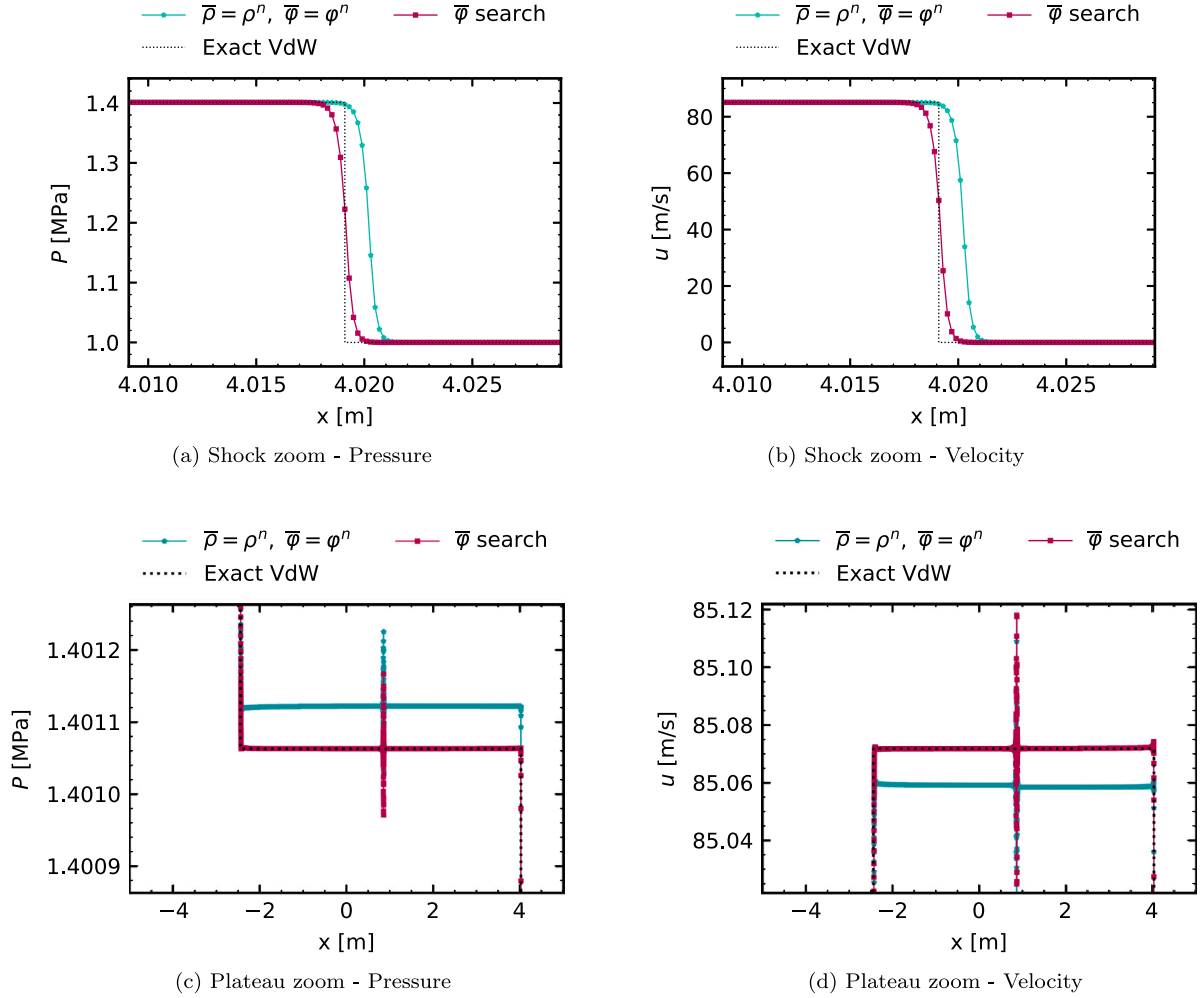 ρ̅ = ρⁿ, φ̅ = φⁿ   φ̅ search
Exact VdW
1.4
1.3
1.2
1.1
1.0
P [MPa]
4.010 4.015 4.020 4.025
x [m]
(a) Shock zoom - Pressure
ρ̅ = ρⁿ, φ̅ = φⁿ   φ̅ search
Exact VdW
80
60
40
20
0
u [m/s]
4.010 4.015 4.020 4.025
x [m]
(b) Shock zoom - Velocity
ρ̅ = ρⁿ, φ̅ = φⁿ   φ̅ search
Exact VdW
1.4012
1.4011
1.4010
1.4009
P [MPa]
−4 −2 0 2 4
x [m]
(c) Plateau zoom - Pressure
ρ̅ = ρⁿ, φ̅ = φⁿ   φ̅ search
Exact VdW
85.12
85.10
85.08
85.06
85.04
u [m/s]
−4 −2 0 2 4
x [m]
(d) Plateau zoom - Velocity